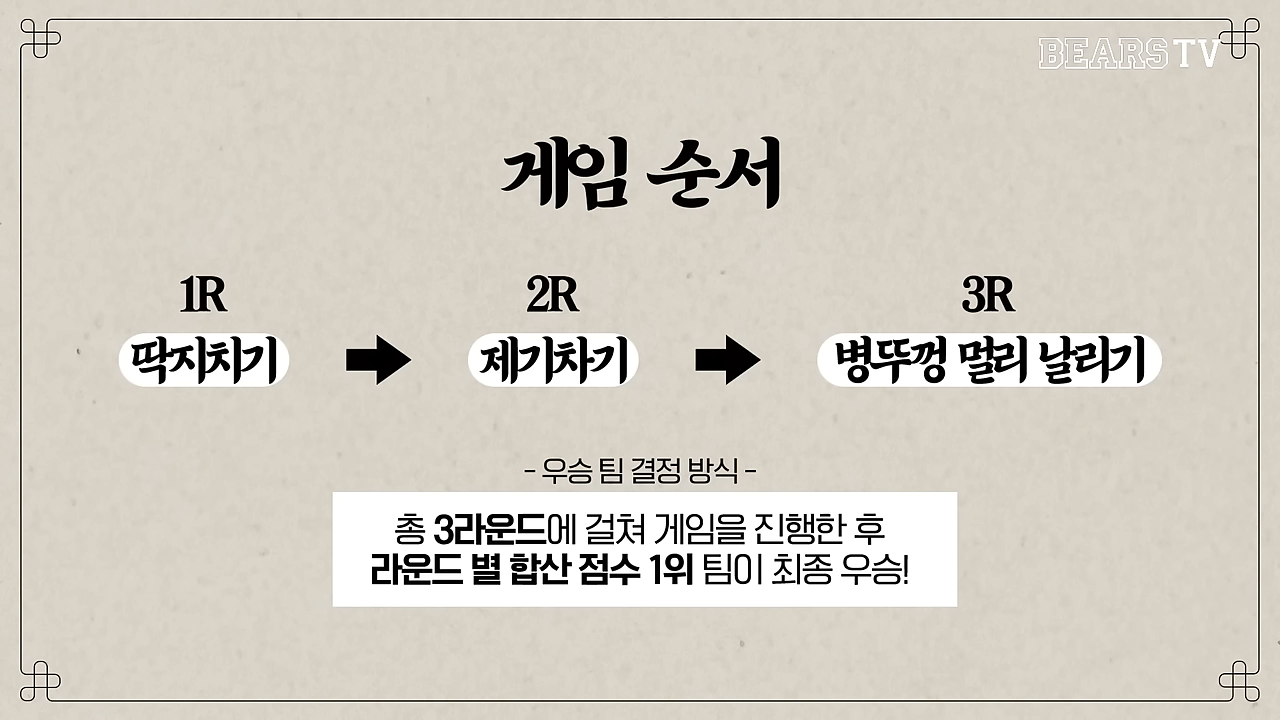 BEARS TV
게임 순서
1R
2R
3R
딱지치기
제기차기
병뚜껑 멀리 날리기
- 우승 팀 결정 방식 -
총 3라운드에 걸쳐 게임을 진행한 후
라운드 별 합산 점수 1위 팀이 최종 우승!